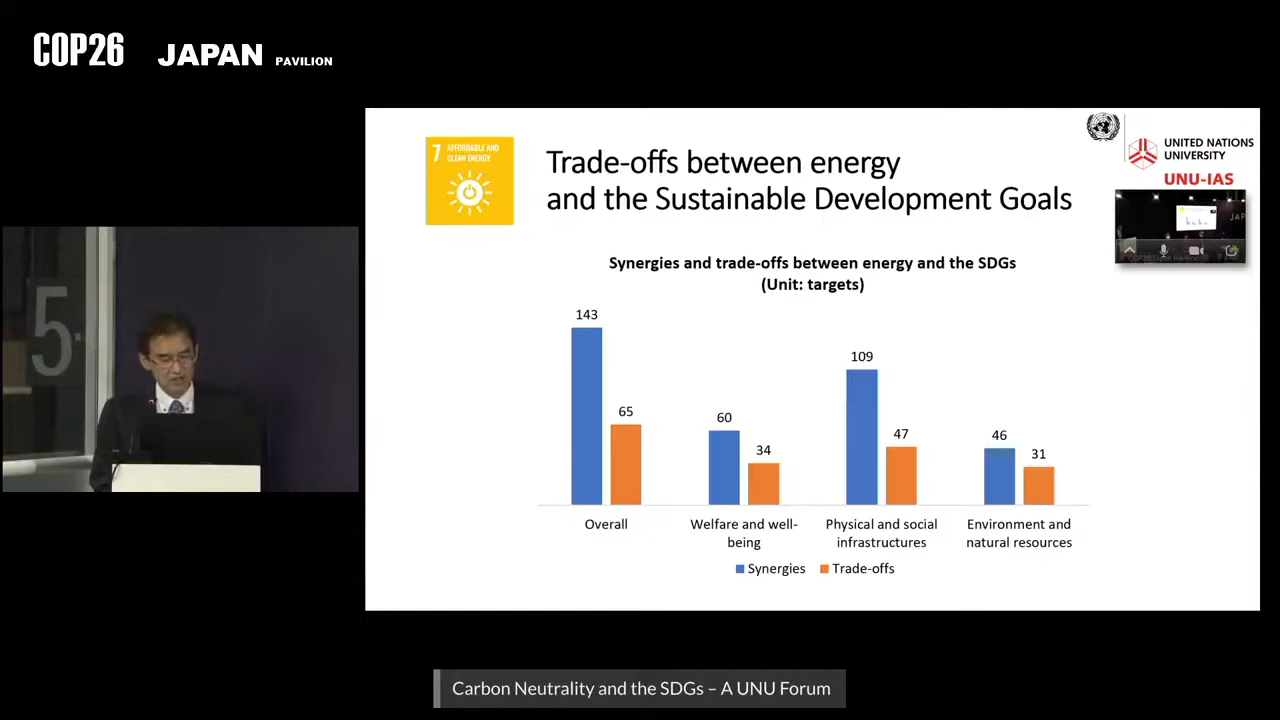 COP26 JAPAN PAVILION
7 AFFORDABLE AND
CLEAN ENERGY
Trade-offs between energy
and the Sustainable Development Goals
UNITED NATIONS
UNIVERSITY
UNU-IAS
JAP
5.
Synergies and trade-offs between energy and the SDGs
(Unit: targets)
143
65
60
34
109
47
46
31
Overall
Welfare and well-
being
Physical and social
infrastructures
Environment and
natural resources
Synergies
Trade-offs
Carbon Neutrality and the SDGs – A UNU Forum